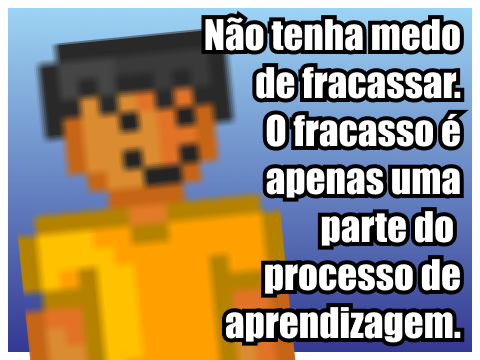 Não tenha medo
de fracassar.
O fracasso é
apenas uma
parte do
processo de
aprendizagem.